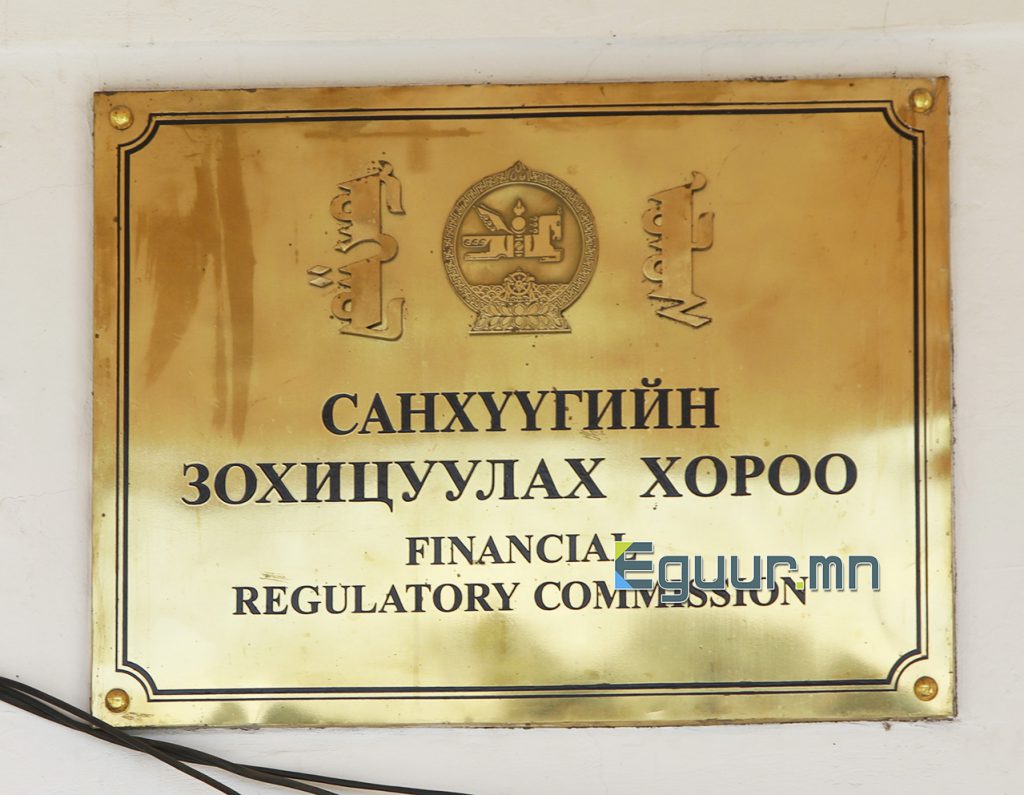 САНХҮҮГИЙН
ЗОХИЦУУЛАХ ХОРОО
FINANCIAL
REGULATORY COMMISSION
Eguur.mn